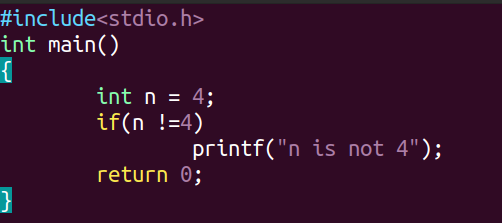 #include<stdio.h>
int main()
{
        int n = 4;
        if(n !=4)
                printf("n is not 4");
        return 0;
}